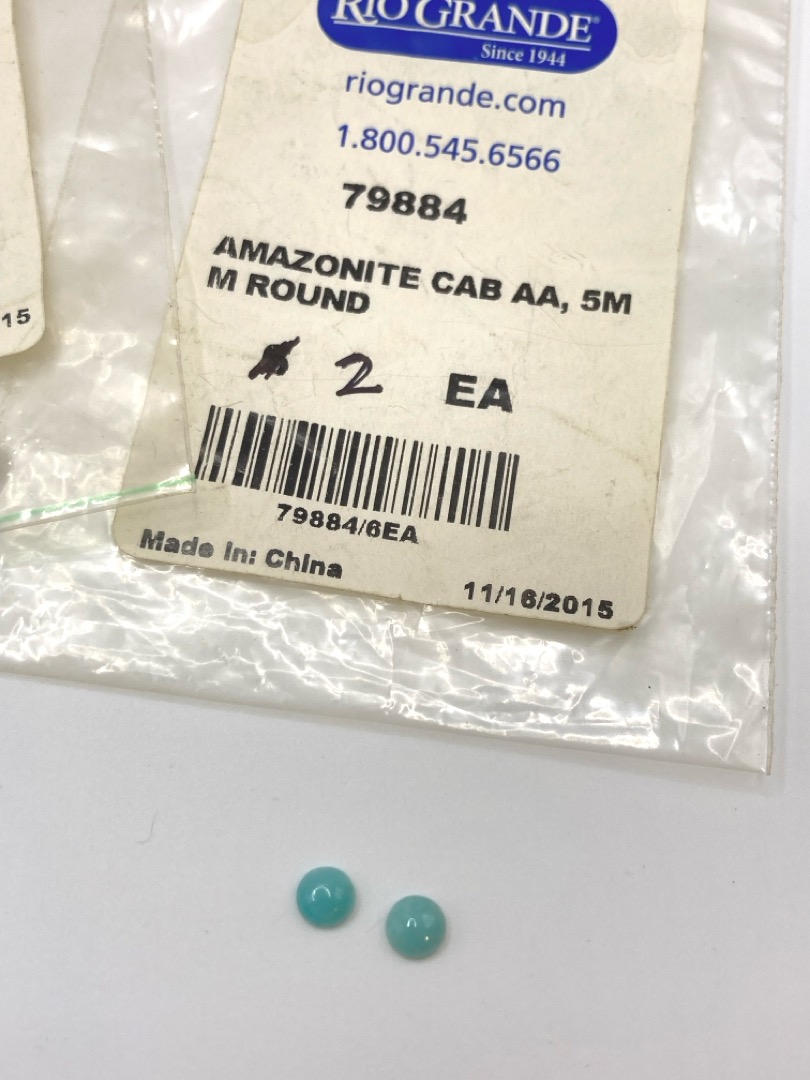 RIO GRANDE®
Since 1944
riogrande.com
1.800.545.6566
79884
AMAZONITE CAB AA, 5M
M ROUND
2 EA
79884/6EA
Made In: China
11/16/2015
15